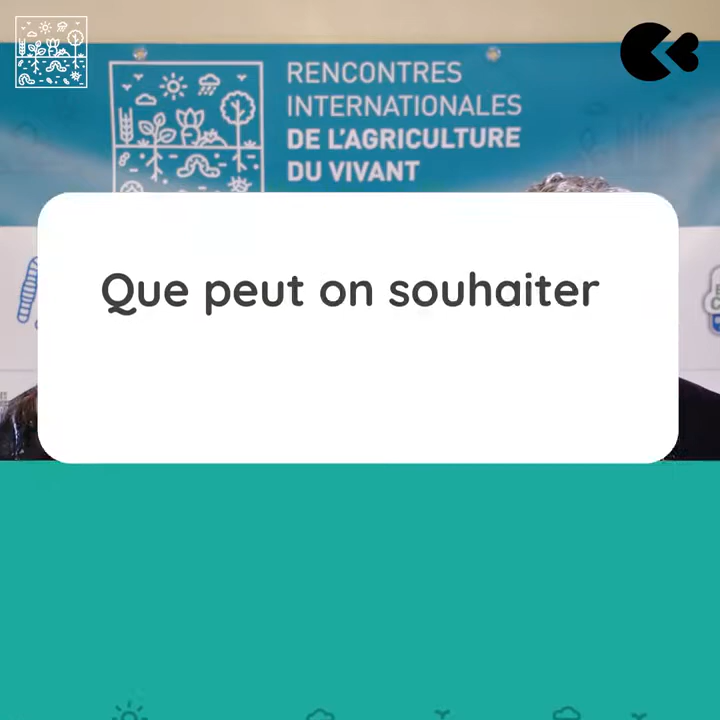 RENCONTRES
INTERNATIONALES
DE L'AGRICULTURE
DU VIVANT
Que peut on souhaiter